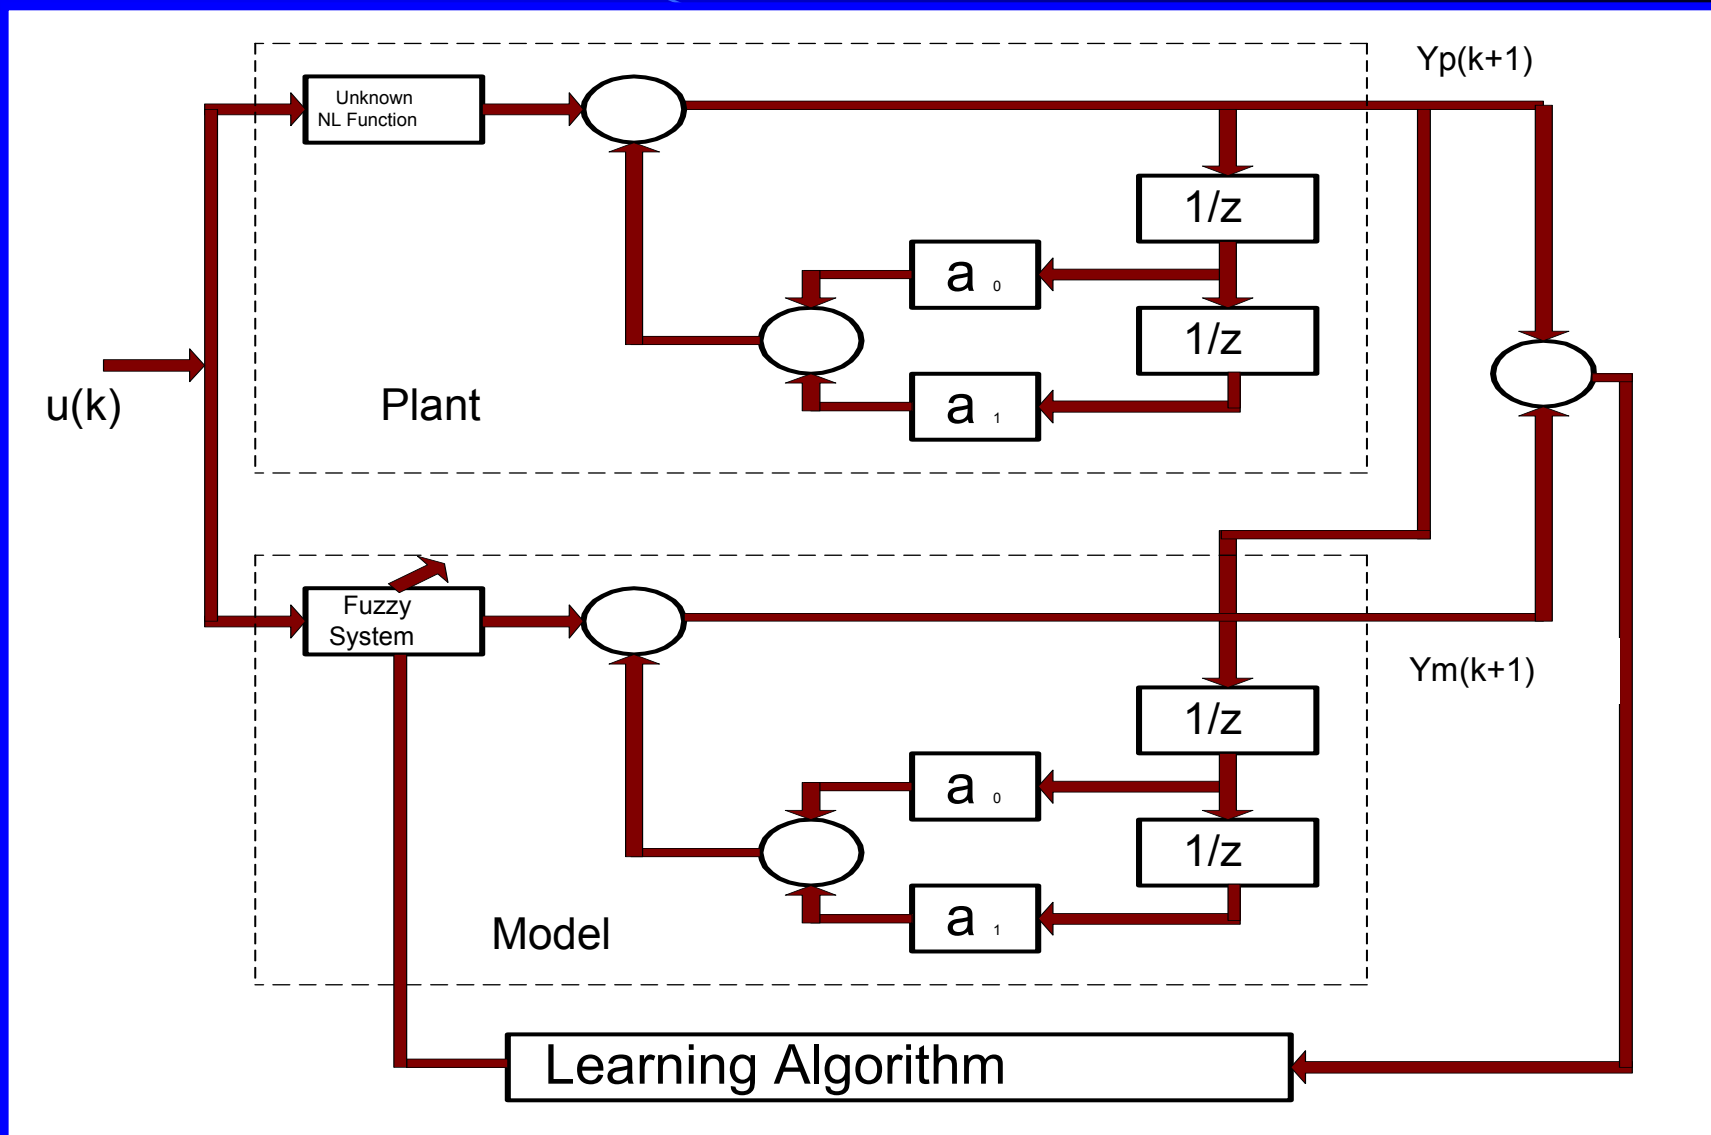 Yp(k+1)
Unknown
NL Function
1/z
a 0
1/z
u(k)
Plant
a 1
Fuzzy
System
Ym(k+1)
1/z
a 0
1/z
Model
a 1
Learning Algorithm